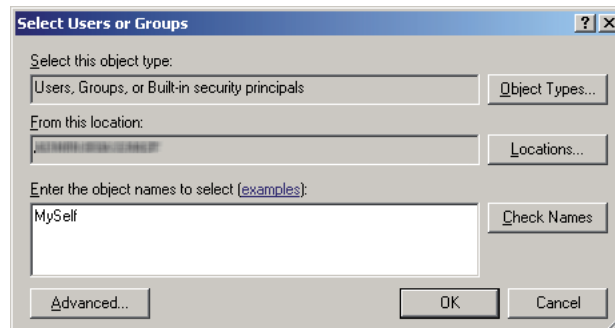 Select Users or Groups
Select this object type:
Users, Groups, or Built-in security principals
Object Types...
From this location:
Locations...
Enter the object names to select (examples):
MySelf
Check Names
Advanced...
OK
Cancel